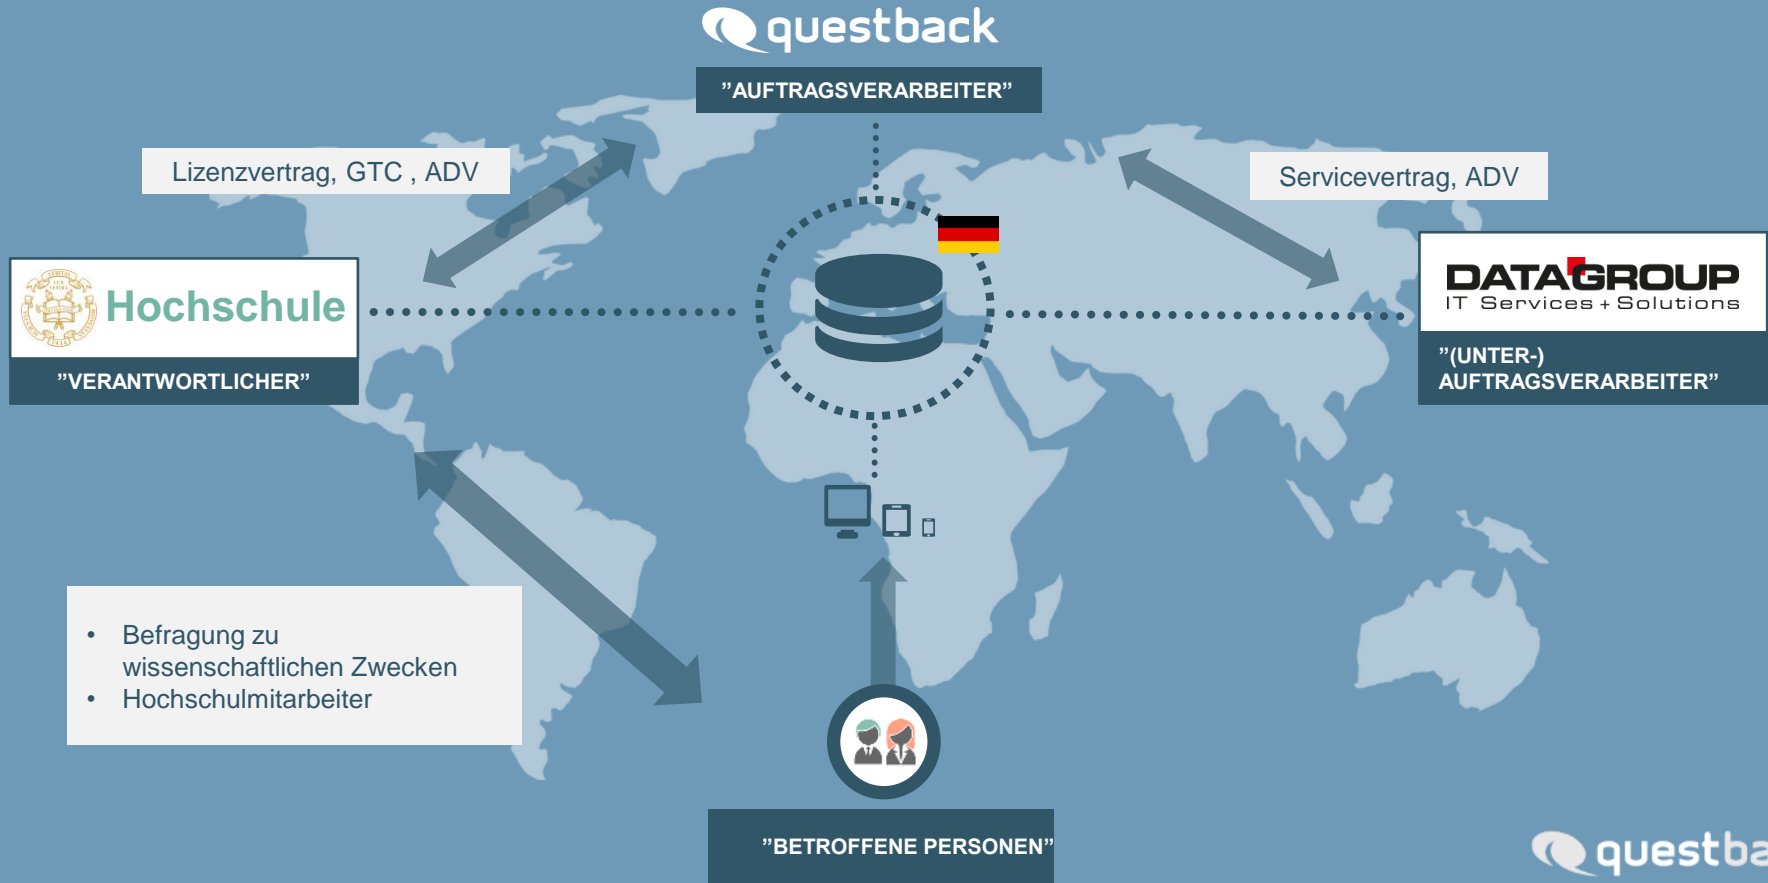 questback
”AUFTRAGSVERARBEITER”
Lizenzvertrag, GTC , ADV
Servicevertrag, ADV
Hochschule
”VERANTWORTLICHER”
DATAGROUP
IT Services + Solutions
”(UNTER-)
AUFTRAGSVERARBEITER”
• Befragung zu
wissenschaftlichen Zwecken
• Hochschulmitarbeiter
”BETROFFENE PERSONEN”
questba